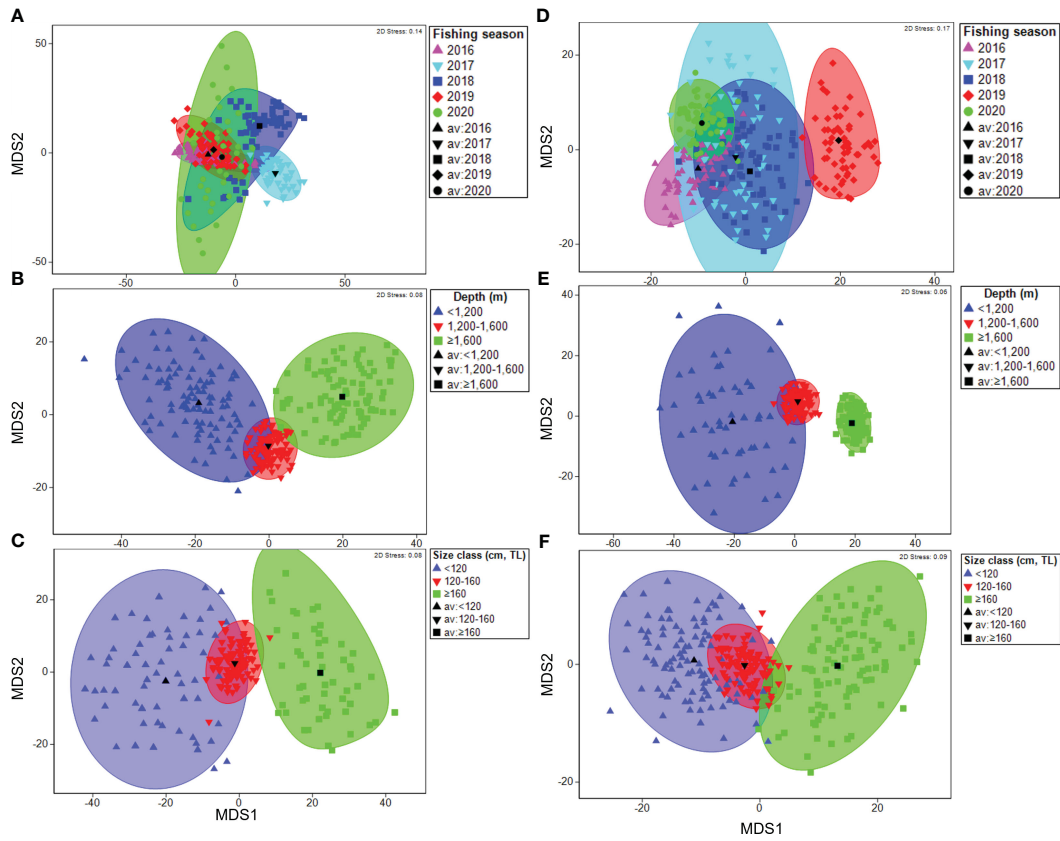 A
2D Stress: 0.14
50
0
-50
MDS2
-50
0
50
Fishing season
2016
2017
2018
2019
2020
av:2016
av:2017
av:2018
av:2019
av:2020
D
2D Stress: 0.17
20
0
-20
MDS2
-20
0
20
40
Fishing season
2016
2017
2018
2019
2020
av:2016
av:2017
av:2018
av:2019
av:2020
B
2D Stress: 0.08
20
0
-20
MDS2
-40
-20
0
20
40
Depth (m)
<1,200
1,200-1,600
≥1,600
av:<1,200
av:1,200-1,600
av:≥1,600
E
2D Stress: 0.06
40
20
0
-20
MDS2
-60
-40
-20
0
20
40
Depth (m)
<1,200
1,200-1,600
≥1,600
av:<1,200
av:1,200-1,600
av:≥1,600
C
2D Stress: 0.08
20
0
-20
MDS2
-40
-20
0
20
40
MDS1
Size class (cm, TL)
<120
120-160
≥160
av:<120
av:120-160
av:≥160
F
2D Stress: 0.09
20
0
-20
MDS2
-20
0
20
MDS1
Size class (cm, TL)
<120
120-160
≥160
av:<120
av:120-160
av:≥160